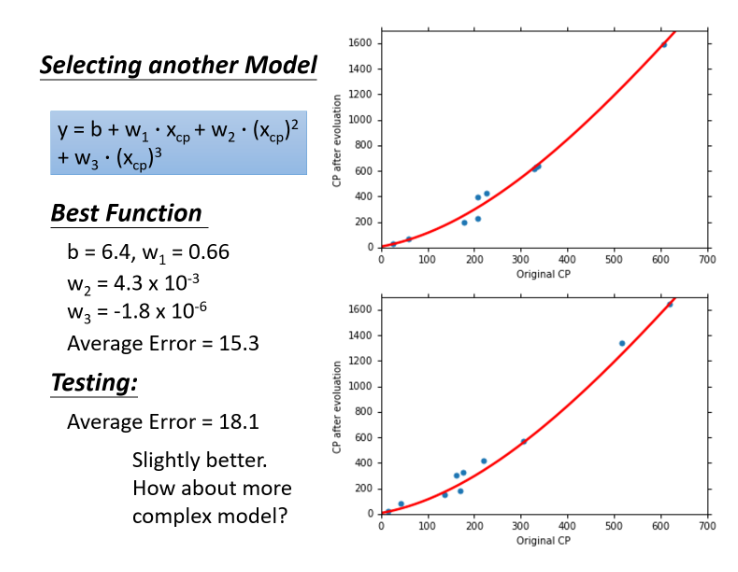 Selecting another Model
y = b + w₁ · x_cp + w₂ · (x_cp)²
+ w₃ · (x_cp)³
Best Function
b = 6.4, w₁ = 0.66
w₂ = 4.3 x 10⁻³
w₃ = -1.8 x 10⁻⁶
Average Error = 15.3
Testing:
Average Error = 18.1
Slightly better.
How about more
complex model?
CP after evoluation
1600
1400
1200
1000
800
600
400
200
0
0 100 200 300 400 500 600 700
Original CP
CP after evoluation
1600
1400
1200
1000
800
600
400
200
0
0 100 200 300 400 500 600 700
Original CP